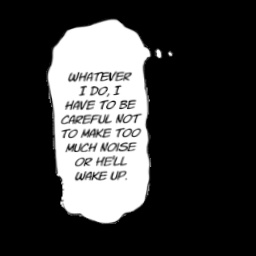 WHATEVER
I DO, I
HAVE TO BE
CAREFUL NOT
TO MAKE TOO
MUCH NOISE
OR HE'LL
WAKE UP.